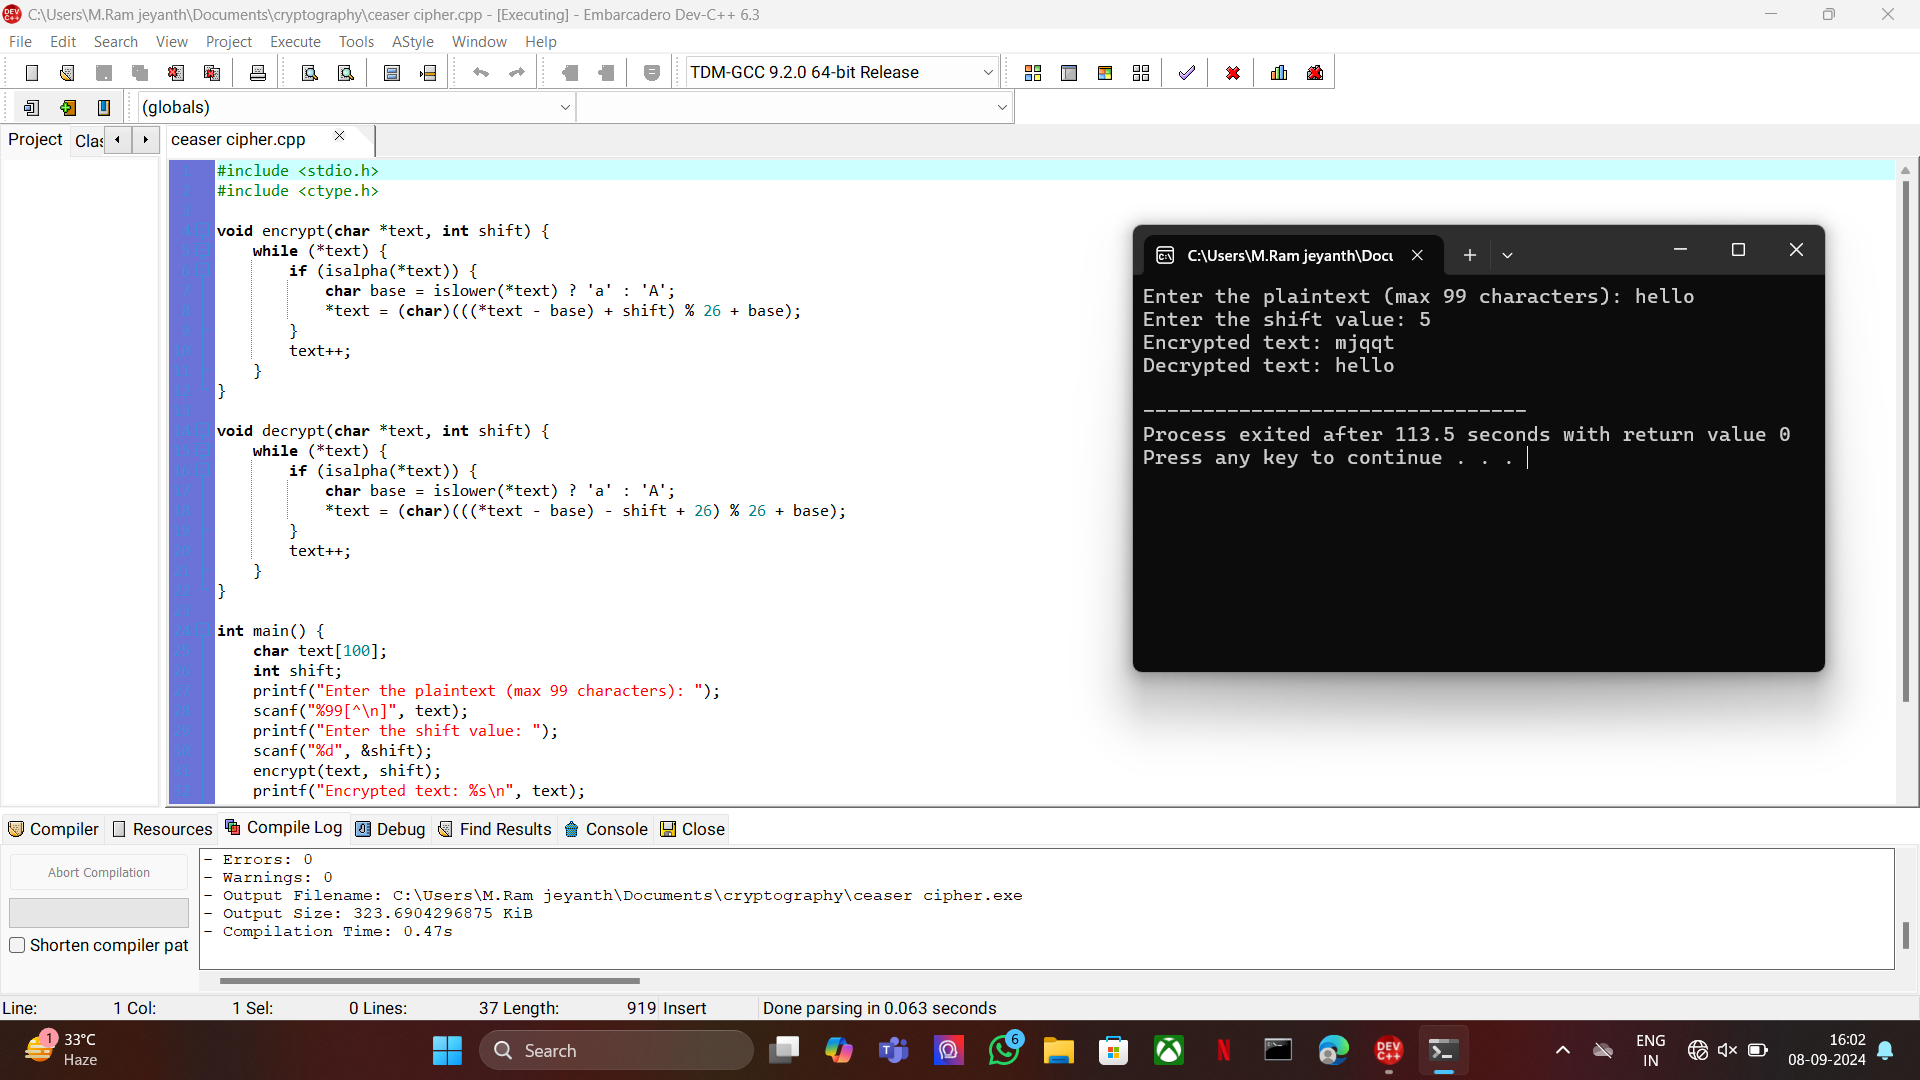 C:\Users\M.Ram jeyanth\Documents\cryptography\ceaser cipher.cpp - [Executing] - Embarcadero Dev-C++ 6.3
File Edit Search View Project Execute Tools AStyle Window Help
TDM-GCC 9.2.0 64-bit Release
(globals)
Project Clas
ceaser cipher.cpp
#include <stdio.h>
#include <ctype.h>
void encrypt(char *text, int shift) {
while (*text) {
if (isalpha(*text)) {
char base = islower(*text) ? 'a' : 'A';
*text = (char)(((*text - base) + shift) % 26 + base);
}
text++;
}
}
void decrypt(char *text, int shift) {
while (*text) {
if (isalpha(*text)) {
char base = islower(*text) ? 'a' : 'A';
*text = (char)(((*text - base) - shift + 26) % 26 + base);
}
text++;
}
}
int main() {
char text[100];
int shift;
printf("Enter the plaintext (max 99 characters): ");
scanf("%99[^\n]", text);
printf("Enter the shift value: ");
scanf("%d", &shift);
encrypt(text, shift);
printf("Encrypted text: %s\n", text);
C:\Users\M.Ram jeyanth\Docu
Enter the plaintext (max 99 characters): hello
Enter the shift value: 5
Encrypted text: mjqqt
Decrypted text: hello
--------------------------------
Process exited after 113.5 seconds with return value 0
Press any key to continue . . .
Compiler Resources Compile Log Debug Find Results Console Close
Abort Compilation
Shorten compiler pat
- Errors: 0
- Warnings: 0
- Output Filename: C:\Users\M.Ram jeyanth\Documents\cryptography\ceaser cipher.exe
- Output Size: 323.6904296875 KiB
- Compilation Time: 0.47s
Line: 1 Col: 1 Sel: 0 Lines: 37 Length: 919 Insert Done parsing in 0.063 seconds
1
33°C
Haze
Search
6
DEV C++
ENG
IN
16:02
08-09-2024